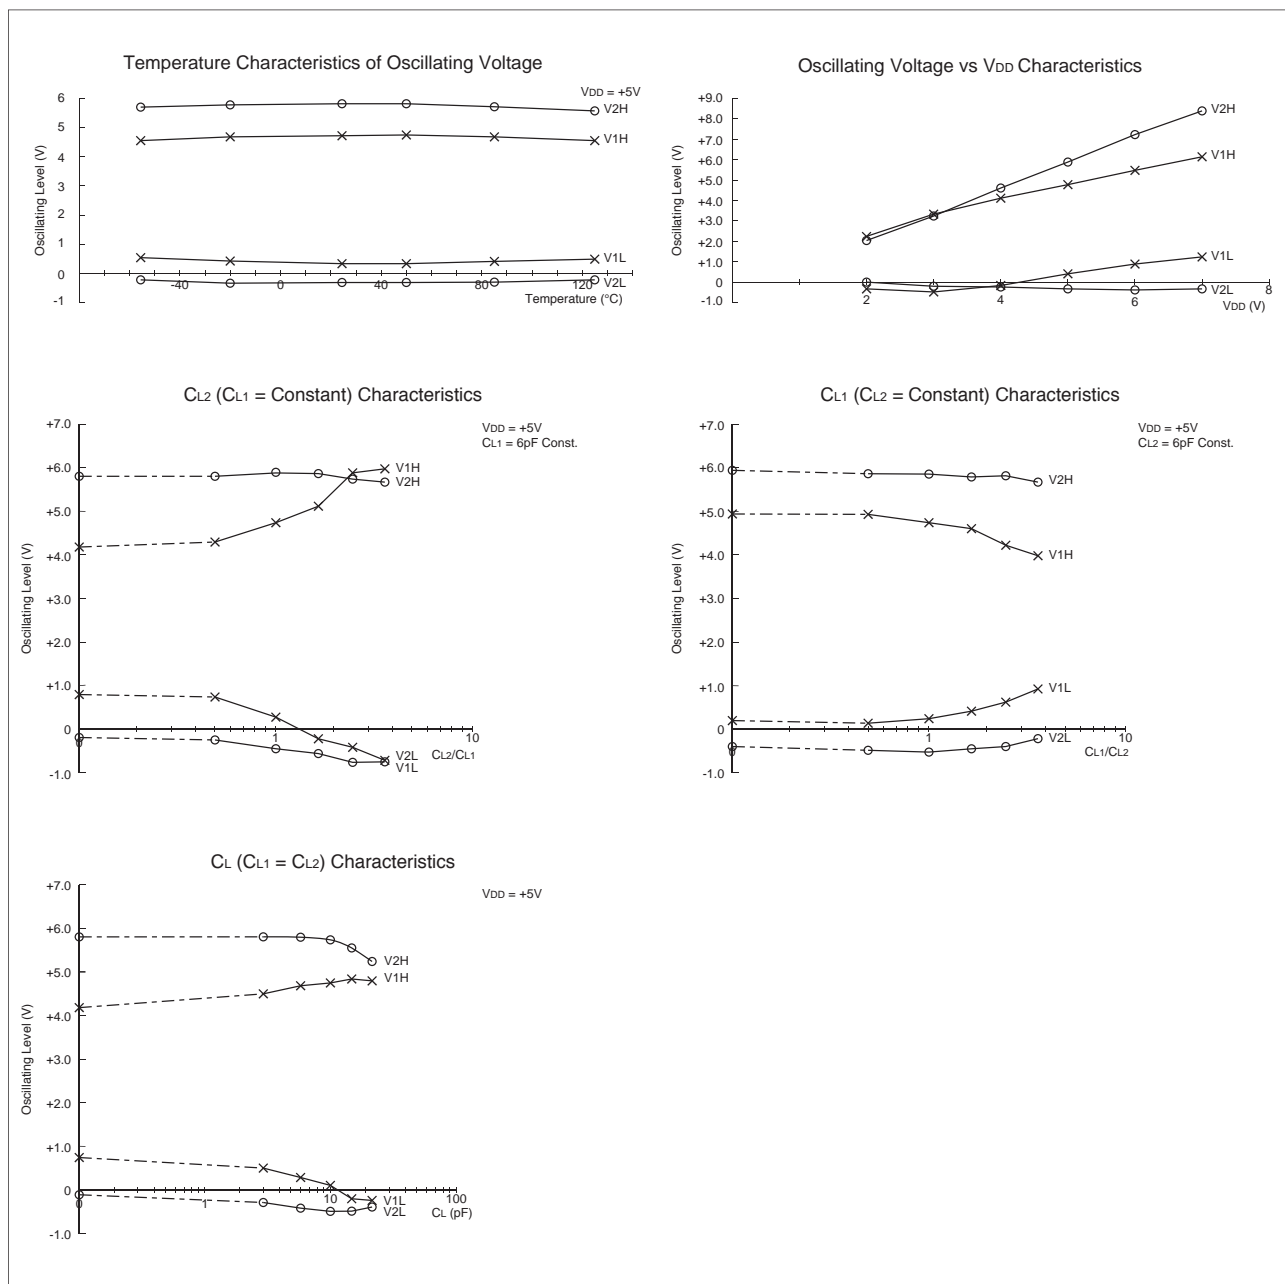 Temperature Characteristics of Oscillating Voltage
VDD = +5V
Oscillating Level (V)
6
5
4
3
2
1
0
-1
V2H
V1H
V1L
V2L
-40
0
40
80
120
Temperature (°C)
Oscillating Voltage vs VDD Characteristics
Oscillating Level (V)
+9.0
+8.0
+7.0
+6.0
+5.0
+4.0
+3.0
+2.0
+1.0
0
-1.0
V2H
V1H
V1L
V2L
2
4
6
8
VDD (V)
CL2 (CL1 = Constant) Characteristics
VDD = +5V
CL1 = 6pF Const.
Oscillating Level (V)
+7.0
+6.0
+5.0
+4.0
+3.0
+2.0
+1.0
0
-1.0
V1H
V2H
V2L
V1L
0
1
10
CL2/CL1
CL1 (CL2 = Constant) Characteristics
VDD = +5V
CL2 = 6pF Const.
Oscillating Level (V)
+7.0
+6.0
+5.0
+4.0
+3.0
+2.0
+1.0
0
-1.0
V2H
V1H
V1L
V2L
0
1
10
CL1/CL2
CL (CL1 = CL2) Characteristics
VDD = +5V
Oscillating Level (V)
+7.0
+6.0
+5.0
+4.0
+3.0
+2.0
+1.0
0
-1.0
V2H
V1H
V1L
V2L
0
1
10
100
CL (pF)